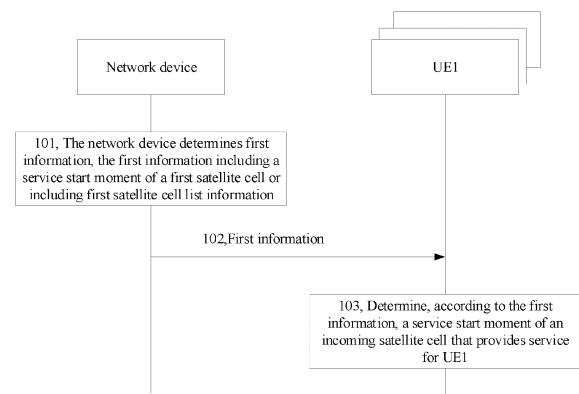 Network device
UE1
101, The network device determines first
information, the first information including a
service start moment of a first satellite cell or
including first satellite cell list information
102,First information
103, Determine, according to the first
information, a service start moment of an
incoming satellite cell that provides service
for UE1